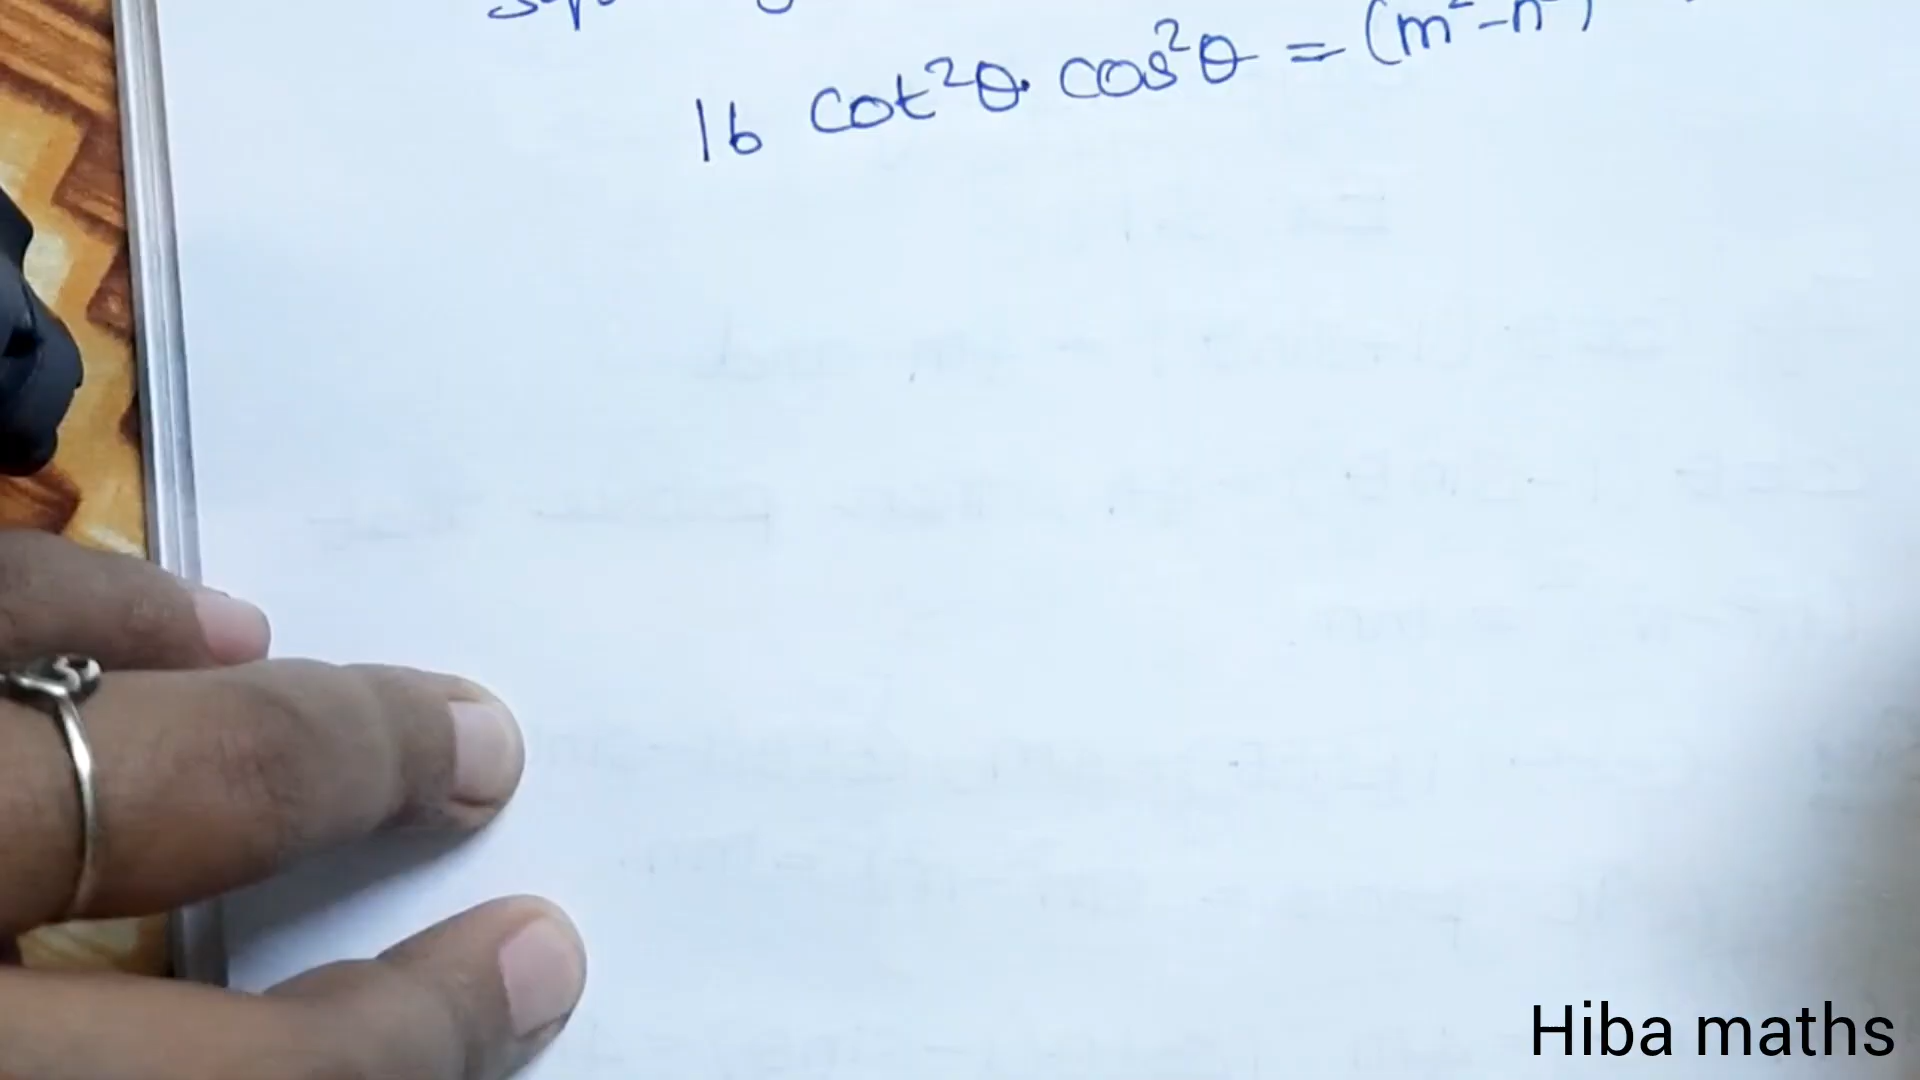 16 cot²θ. cos²θ = (m²-n²)
Hiba maths